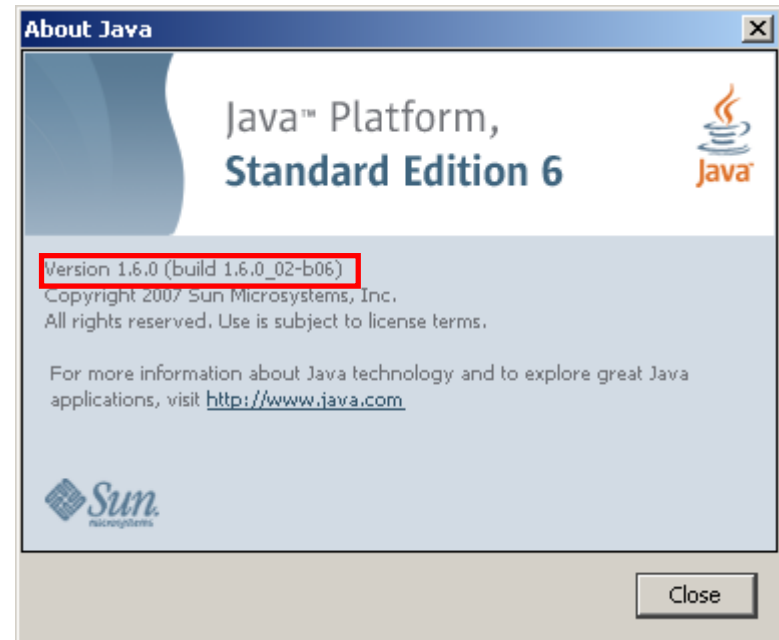 About Java
Java™ Platform,
Standard Edition 6
Java
Version 1.6.0 (build 1.6.0_02-b06)
Copyright 2007 Sun Microsystems, Inc.
All rights reserved. Use is subject to license terms.
For more information about Java technology and to explore great Java
applications, visit http://www.java.com
Sun
microsystems
Close